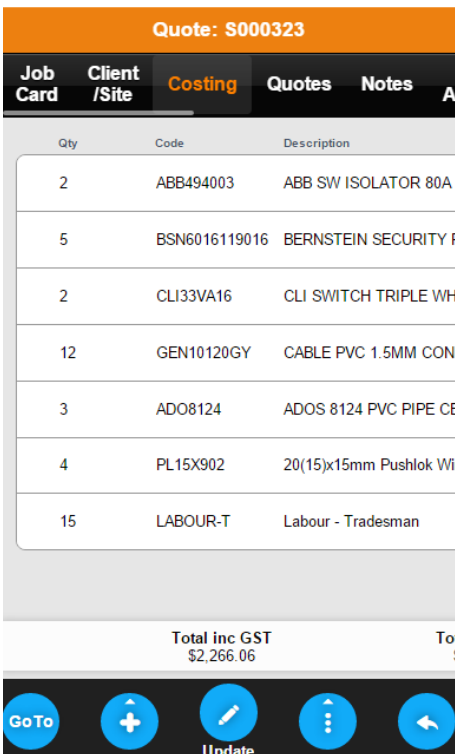 Quote: S000323
Job Card Client /Site Costing Quotes Notes A
Qty Code Description
2 ABB494003 ABB SW ISOLATOR 80A
5 BSN6016119016 BERNSTEIN SECURITY
2 CLI33VA16 CLI SWITCH TRIPLE WH
12 GEN10120GY CABLE PVC 1.5MM CON
3 ADO8124 ADOS 8124 PVC PIPE CE
4 PL15X902 20(15)x15mm Pushlok Wi
15 LABOUR-T Labour - Tradesman
Total inc GST To
$2,266.06
GoTo
Update